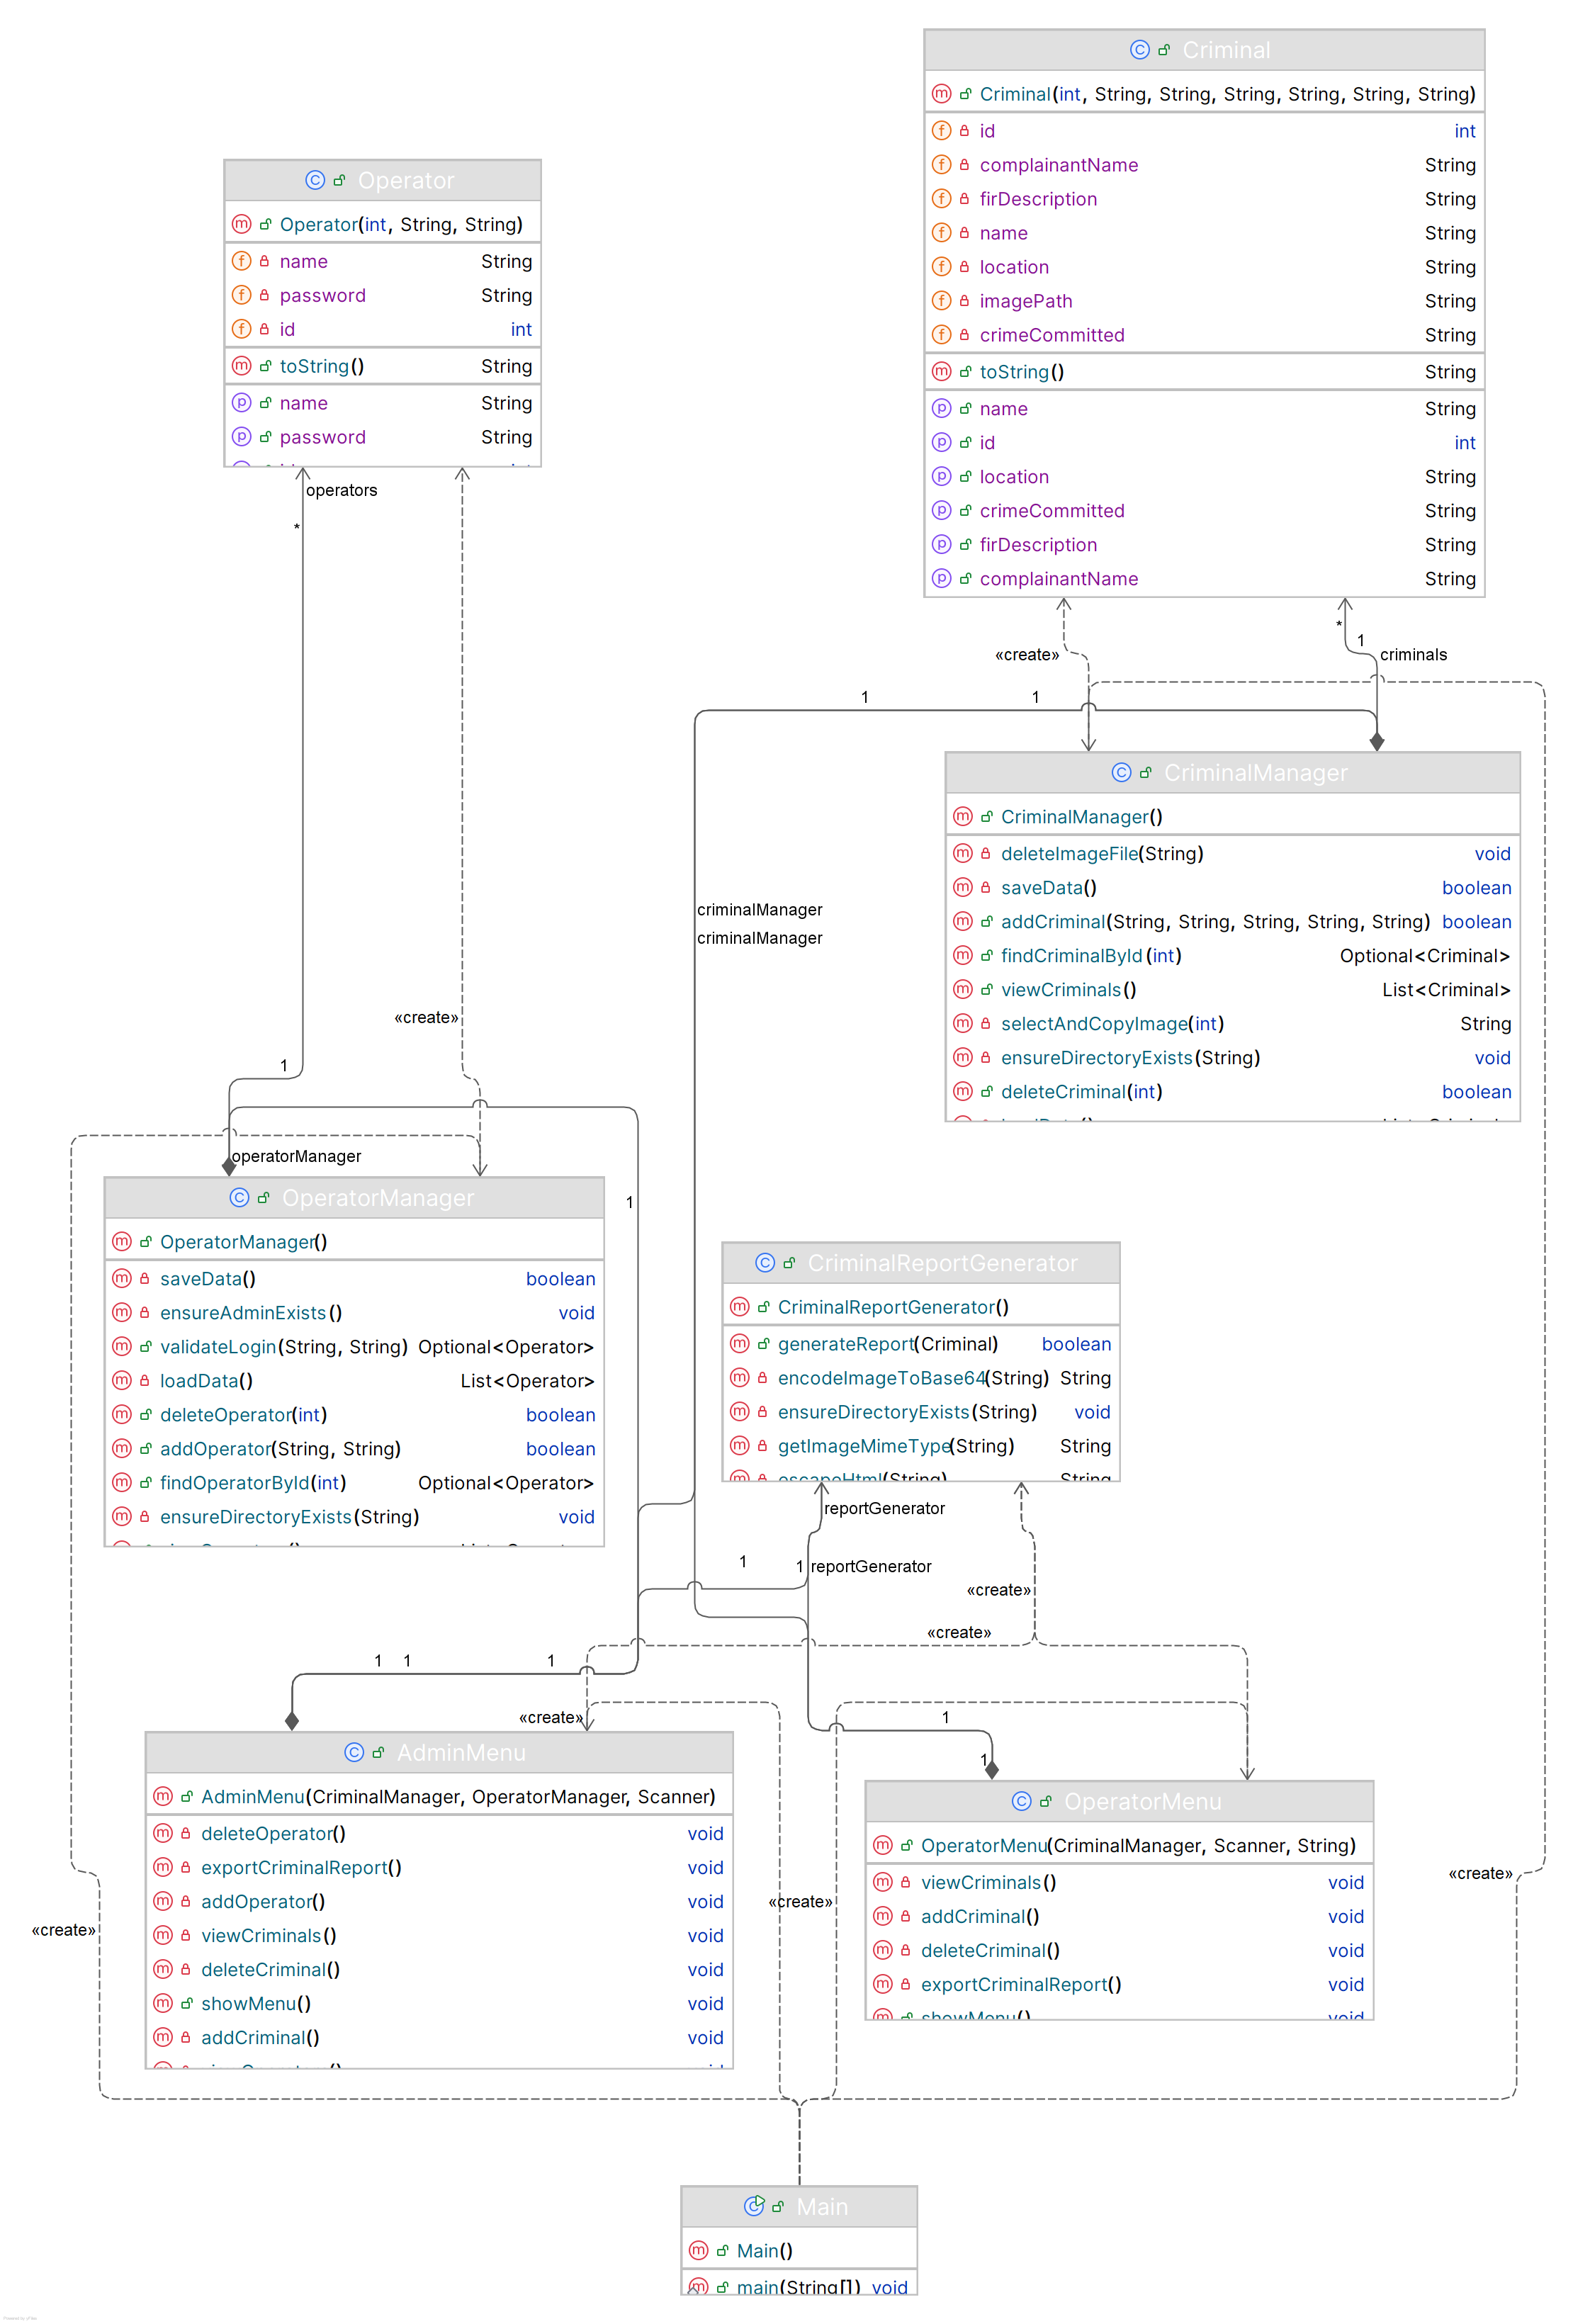 Criminal
Criminal(int, String, String, String, String, String, String)
id int
complainantName String
firDescription String
name String
location String
imagePath String
crimeCommitted String
toString() String
name String
id int
location String
crimeCommitted String
firDescription String
complainantName String
Operator
Operator(int, String, String)
name String
password String
id int
toString() String
name String
password String
operators
*
«create»
1
*
1
criminals
«create»
1
1
criminalManager
criminalManager
CriminalManager
CriminalManager()
deleteImageFile(String) void
saveData() boolean
addCriminal(String, String, String, String, String) boolean
findCriminalById(int) Optional<Criminal>
viewCriminals() List<Criminal>
selectAndCopyImage(int) String
ensureDirectoryExists(String) void
deleteCriminal(int) boolean
operatorManager
1
OperatorManager
OperatorManager()
saveData() boolean
ensureAdminExists() void
validateLogin(String, String) Optional<Operator>
loadData() List<Operator>
deleteOperator(int) boolean
addOperator(String, String) boolean
findOperatorById(int) Optional<Operator>
ensureDirectoryExists(String) void
CriminalReportGenerator
CriminalReportGenerator()
generateReport(Criminal) boolean
encodeImageToBase64(String) String
ensureDirectoryExists(String) void
getImageMimeType(String) String
escapeHtml(String) String
reportGenerator
1
1
reportGenerator
«create»
«create»
1
1
1
«create»
1
1
AdminMenu
AdminMenu(CriminalManager, OperatorManager, Scanner)
deleteOperator() void
exportCriminalReport() void
addOperator() void
viewCriminals() void
deleteCriminal() void
showMenu() void
addCriminal() void
OperatorMenu
OperatorMenu(CriminalManager, Scanner, String)
viewCriminals() void
addCriminal() void
deleteCriminal() void
exportCriminalReport() void
showMenu() void
«create»
«create»
«create»
Main
Main()
main(String[]) void